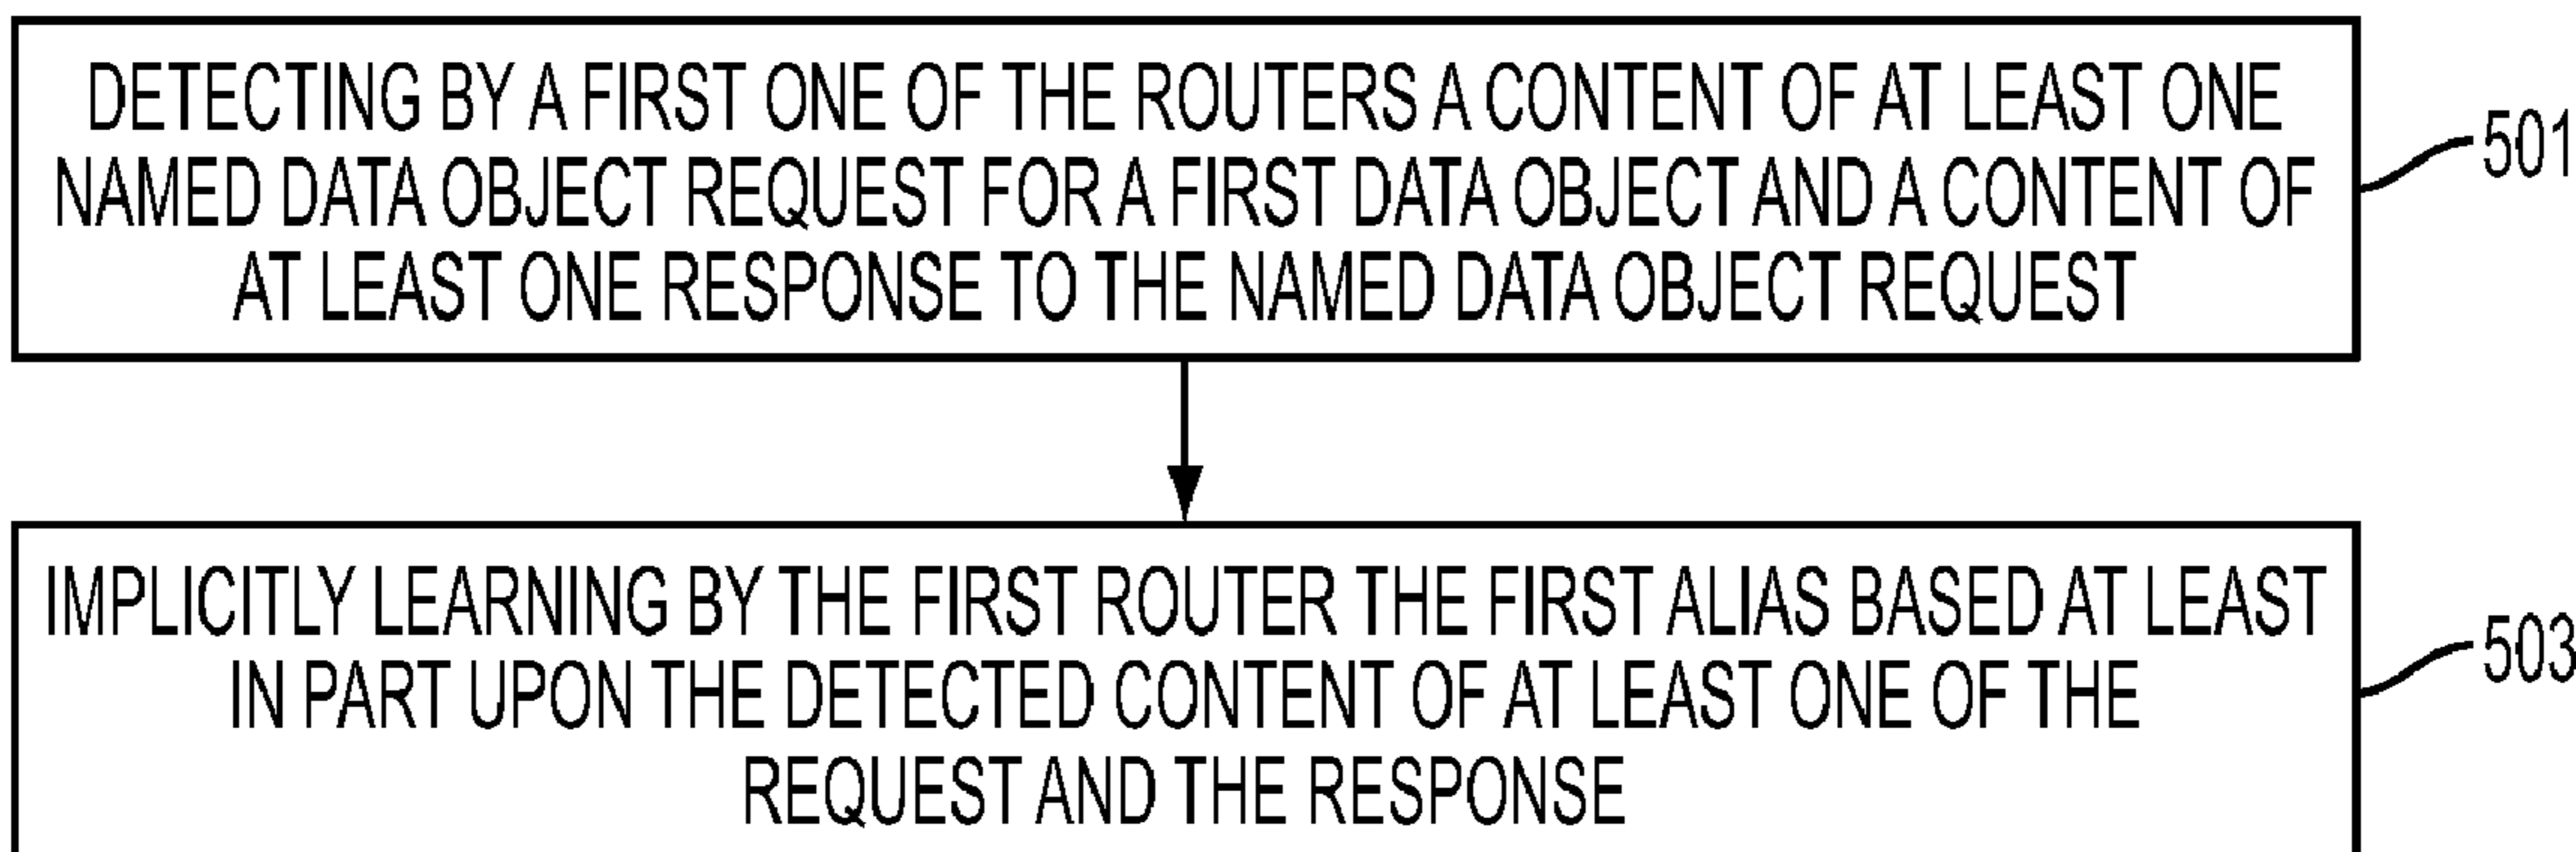 DETECTING BY A FIRST ONE OF THE ROUTERS A CONTENT OF AT LEAST ONE
NAMED DATA OBJECT REQUEST FOR A FIRST DATA OBJECT AND A CONTENT OF
AT LEAST ONE RESPONSE TO THE NAMED DATA OBJECT REQUEST
501
IMPLICITLY LEARNING BY THE FIRST ROUTER THE FIRST ALIAS BASED AT LEAST
IN PART UPON THE DETECTED CONTENT OF AT LEAST ONE OF THE
REQUEST AND THE RESPONSE
503